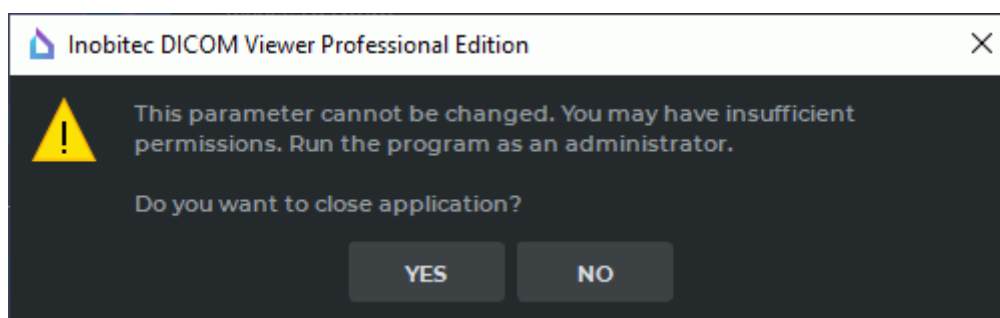 Inobitec DICOM Viewer Professional Edition
This parameter cannot be changed. You may have insufficient
permissions. Run the program as an administrator.
Do you want to close application?
YES NO